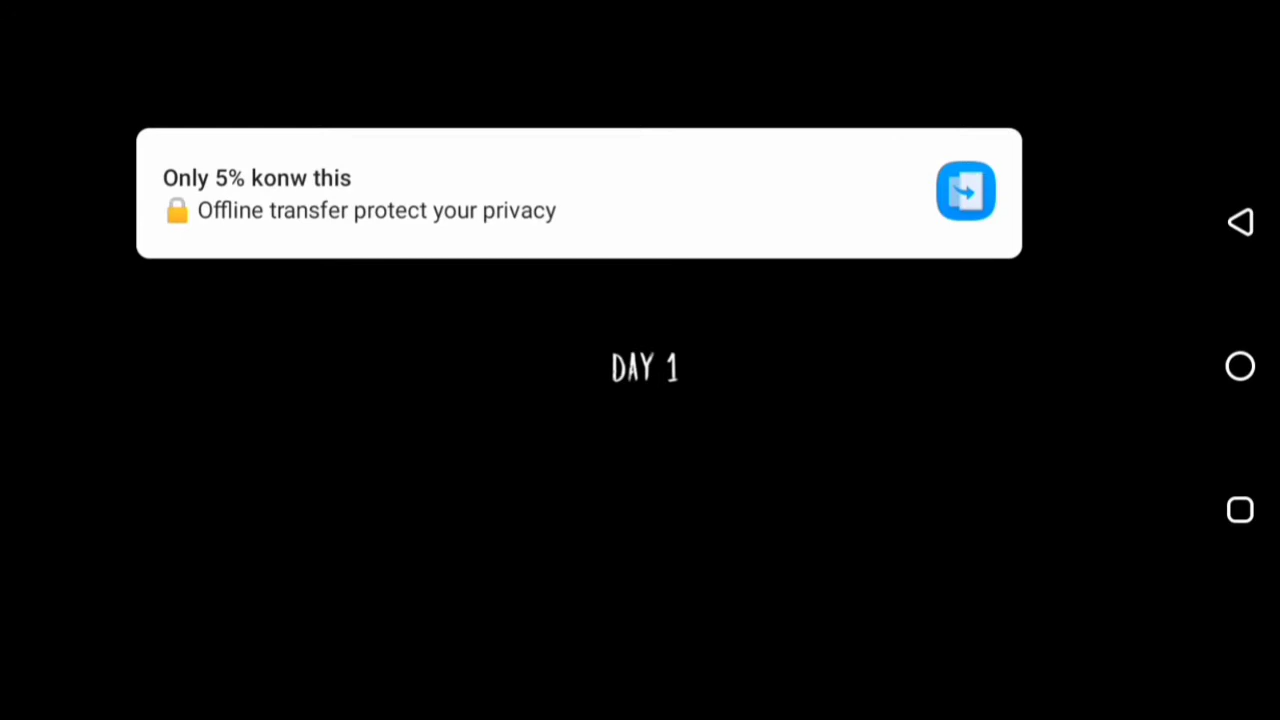 Only 5% konw this
🔒 Offline transfer protect your privacy
DAY 1